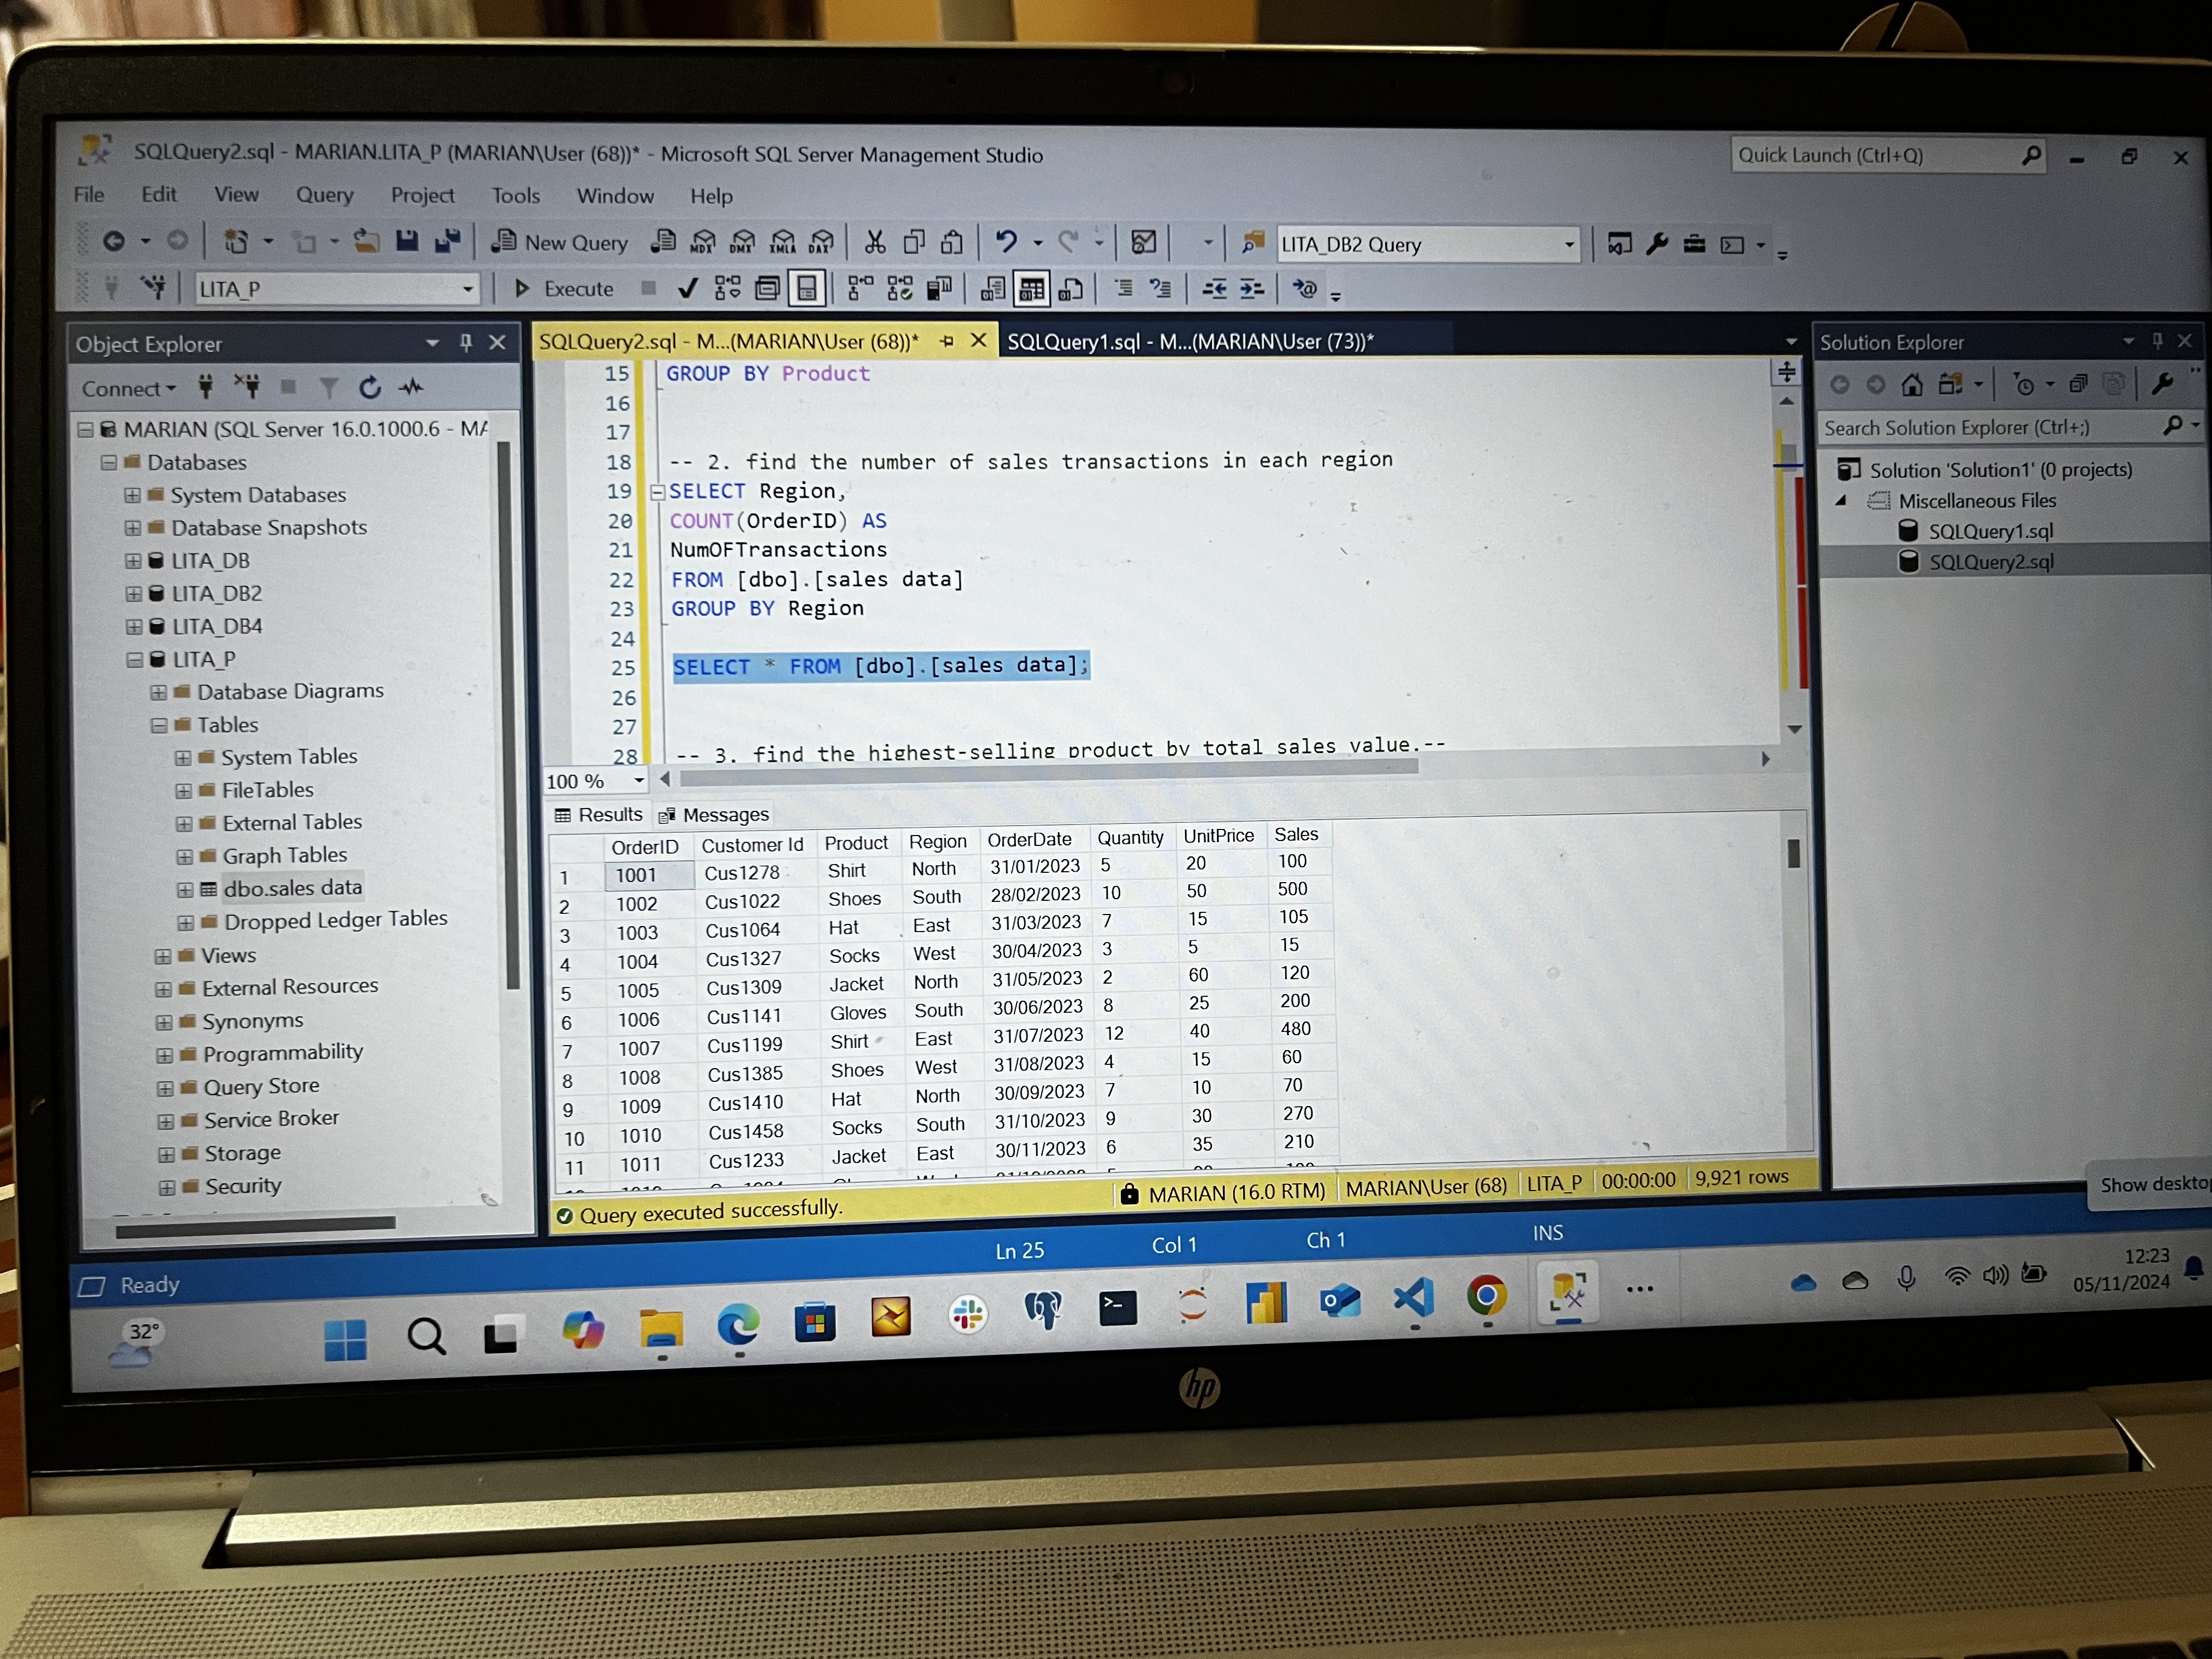 SQLQuery2.sql - MARIAN.LITA_P (MARIAN\User (68))* - Microsoft SQL Server Management Studio
Quick Launch (Ctrl+Q)
File Edit View Query Project Tools Window Help
New Query MDX DMX XMLA DAX LITA_DB2 Query
LITA_P Execute
Object Explorer
Connect
MARIAN (SQL Server 16.0.1000.6 - MA
Databases
System Databases
Database Snapshots
LITA_DB
LITA_DB2
LITA_DB4
LITA_P
Database Diagrams
Tables
System Tables
FileTables
External Tables
Graph Tables
dbo.sales data
Dropped Ledger Tables
Views
External Resources
Synonyms
Programmability
Query Store
Service Broker
Storage
Security
SQLQuery2.sql - M...(MARIAN\User (68))* SQLQuery1.sql - M...(MARIAN\User (73))*
15 GROUP BY Product
16
17
18 -- 2. find the number of sales transactions in each region
19 SELECT Region,
20 COUNT(OrderID) AS
21 NumOFTransactions
22 FROM [dbo].[sales data]
23 GROUP BY Region
24
25 SELECT * FROM [dbo].[sales data];
26
27
28 -- 3. find the highest-selling product by total sales value.--
100 %
Results Messages
OrderID Customer Id Product Region OrderDate Quantity UnitPrice Sales
1 1001 Cus1278 Shirt North 31/01/2023 5 20 100
2 1002 Cus1022 Shoes South 28/02/2023 10 50 500
3 1003 Cus1064 Hat East 31/03/2023 7 15 105
4 1004 Cus1327 Socks West 30/04/2023 3 5 15
5 1005 Cus1309 Jacket North 31/05/2023 2 60 120
6 1006 Cus1141 Gloves South 30/06/2023 8 25 200
7 1007 Cus1199 Shirt East 31/07/2023 12 40 480
8 1008 Cus1385 Shoes West 31/08/2023 4 15 60
9 1009 Cus1410 Hat North 30/09/2023 7 10 70
10 1010 Cus1458 Socks South 31/10/2023 9 30 270
11 1011 Cus1233 Jacket East 30/11/2023 6 35 210
Query executed successfully. MARIAN (16.0 RTM) MARIAN\User (68) LITA_P 00:00:00 9,921 rows
Solution Explorer
Search Solution Explorer (Ctrl+;)
Solution 'Solution1' (0 projects)
Miscellaneous Files
SQLQuery1.sql
SQLQuery2.sql
Show deskto
Ready Ln 25 Col 1 Ch 1 INS
32°
12:23
05/11/2024
hp